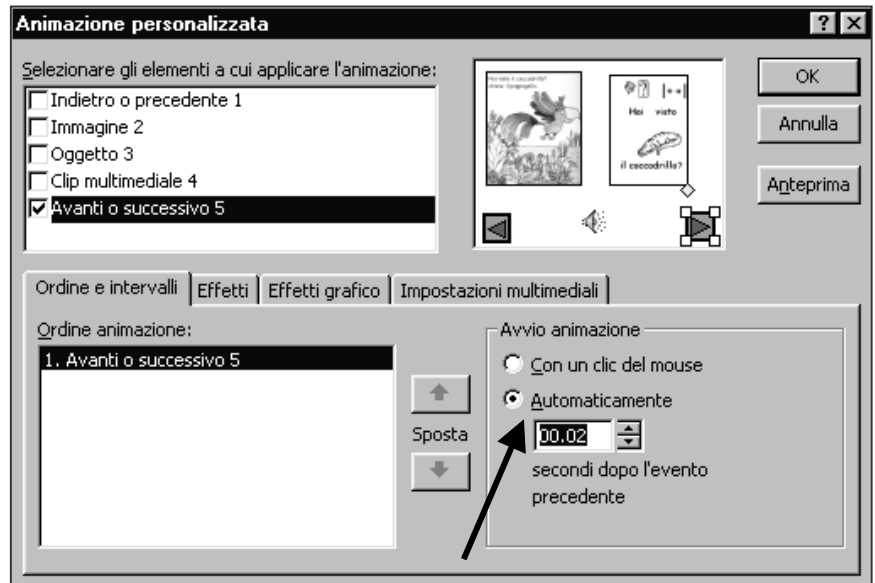 Animazione personalizzata
Selezionare gli elementi a cui applicare l'animazione:
Indietro o precedente 1
Immagine 2
Oggetto 3
Clip multimediale 4
Avanti o successivo 5
Hai visto
il coccodrillo?
OK
Annulla
Anteprima
Ordine e intervalli
Effetti
Effetti grafico
Impostazioni multimediali
Ordine animazione:
1. Avanti o successivo 5
Sposta
Avvio animazione
Con un clic del mouse
Automaticamente
00.02
secondi dopo l'evento
precedente